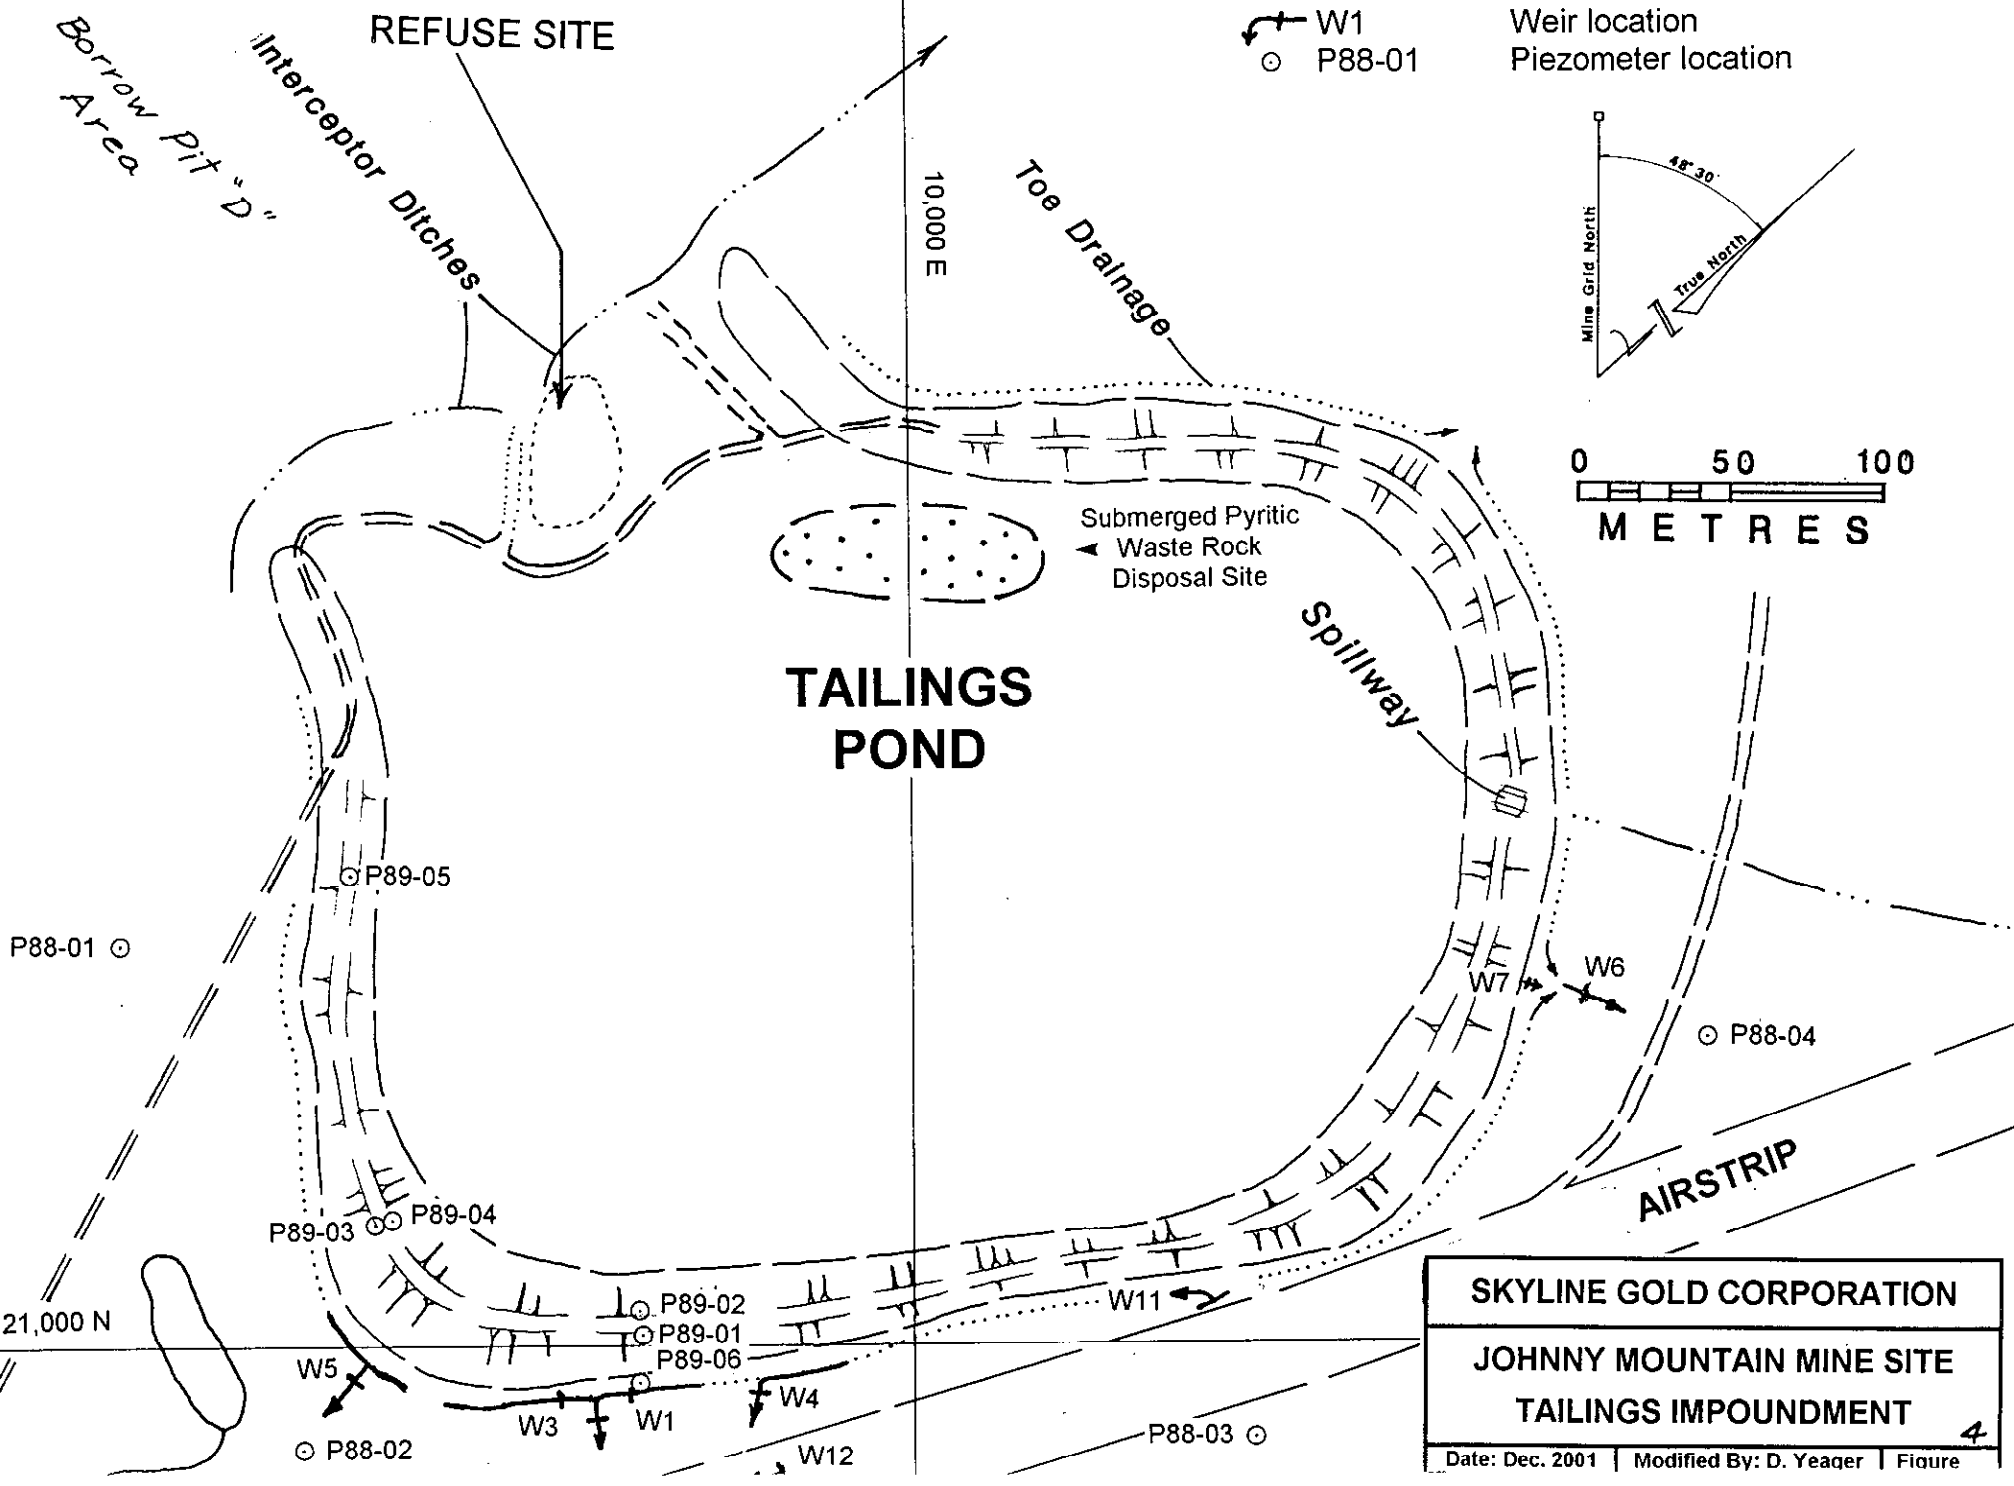 REFUSE SITE
W1 Weir location
P88-01 Piezometer location
Borrow Pit "D"
Area
Interceptor Ditches
10,000 E
Toe Drainage
48° 30'
Mine Grid North
True North
0 50 100
METRES
Submerged Pyritic
Waste Rock
Disposal Site
Spillway
TAILINGS
POND
P89-05
P88-01
W7
W6
P88-04
AIRSTRIP
P89-03
P89-04
P89-02
P89-01
P89-06
W11
21,000 N
W5
W3
W1
W4
P88-02
W12
P88-03
SKYLINE GOLD CORPORATION
JOHNNY MOUNTAIN MINE SITE
TAILINGS IMPOUNDMENT
4
Date: Dec. 2001 Modified By: D. Yeager Figure